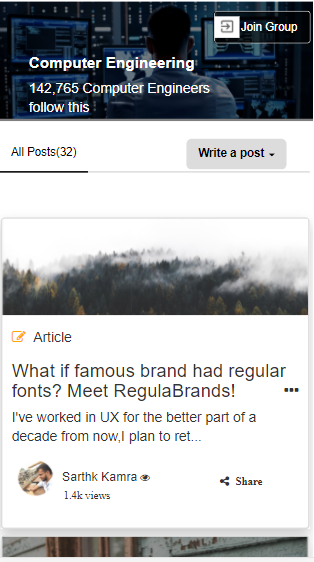 Join Group
Computer Engineering
142,765 Computer Engineers
follow this
All Posts(32)
Write a post
Article
What if famous brand had regular
fonts? Meet RegulaBrands!
I've worked in UX for the better part of a
decade from now,I plan to ret...
Sarthk Kamra
Share
1.4k views